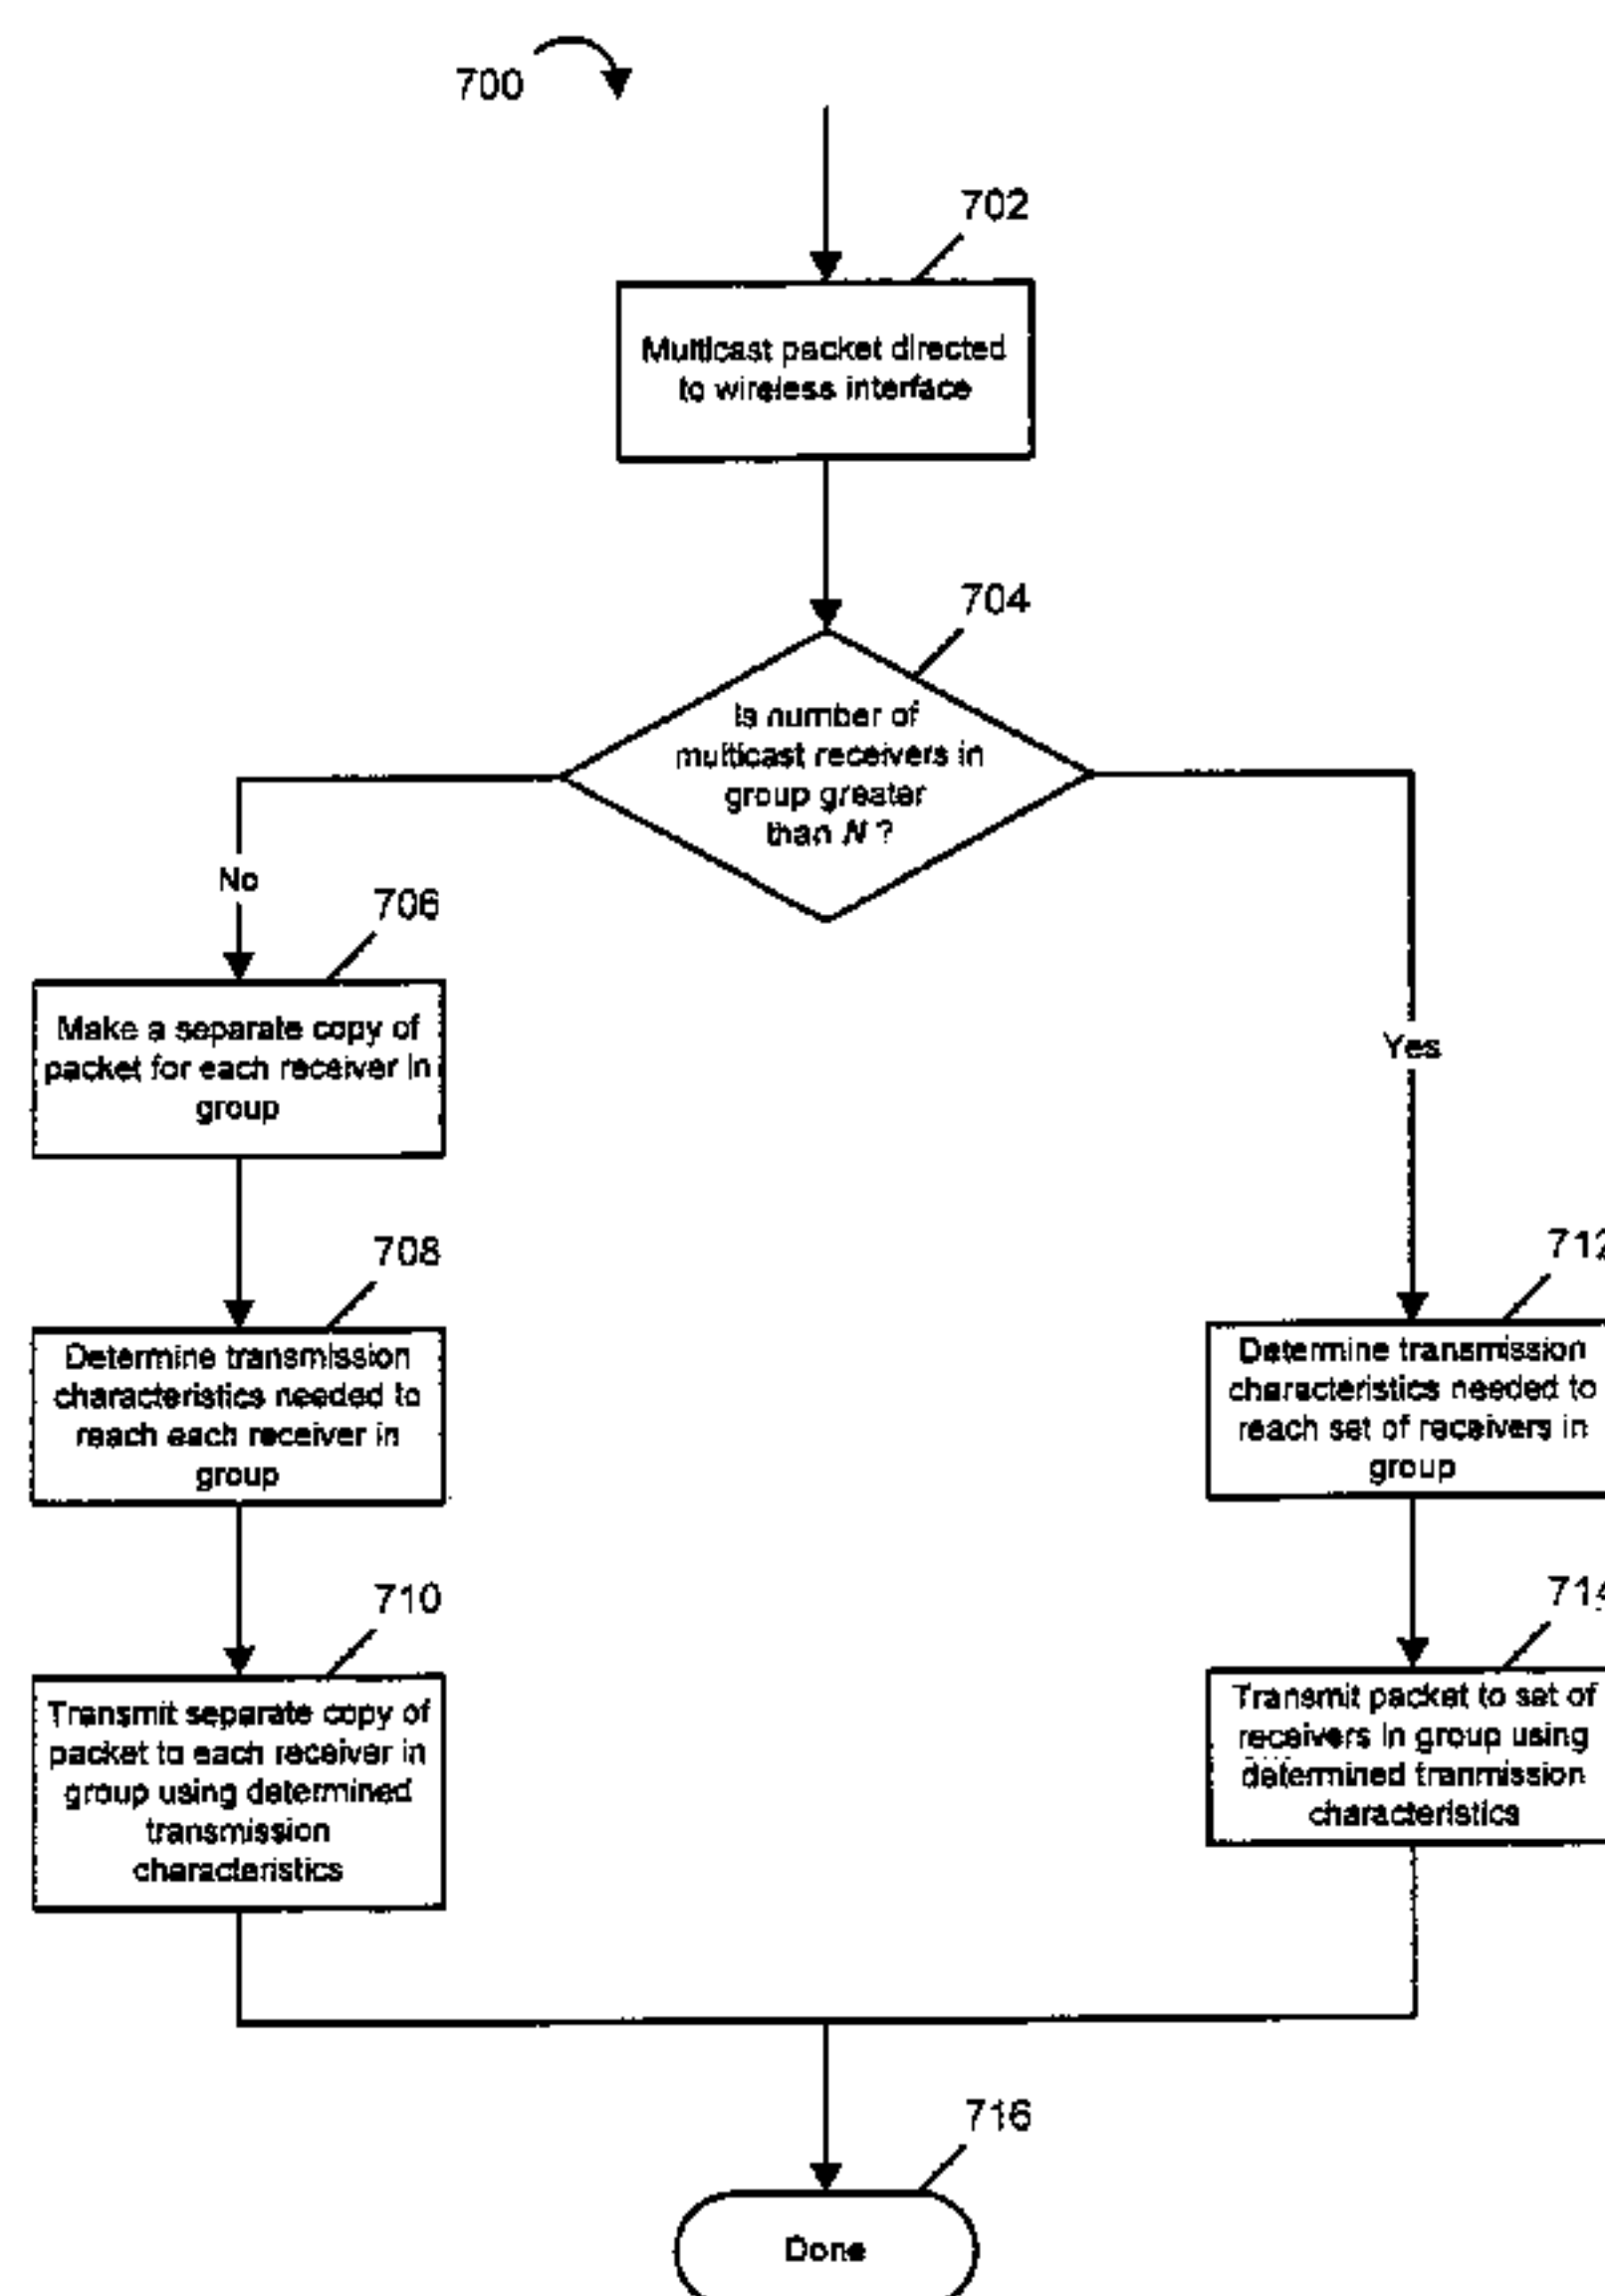 700
702
Multicast packet directed
to wireless interface
704
Is number of
multicast receivers in
group greater
than N ?
No
706
Make a separate copy of
packet for each receiver in
group
Yes
708
Determine transmission
characteristics needed to
reach each receiver in
group
712
Determine transmission
characteristics needed to
reach set of receivers in
group
710
Transmit separate copy of
packet to each receiver in
group using determined
transmission
characteristics
714
Transmit packet to set of
receivers in group using
determined tranmission
characteristics
716
Done